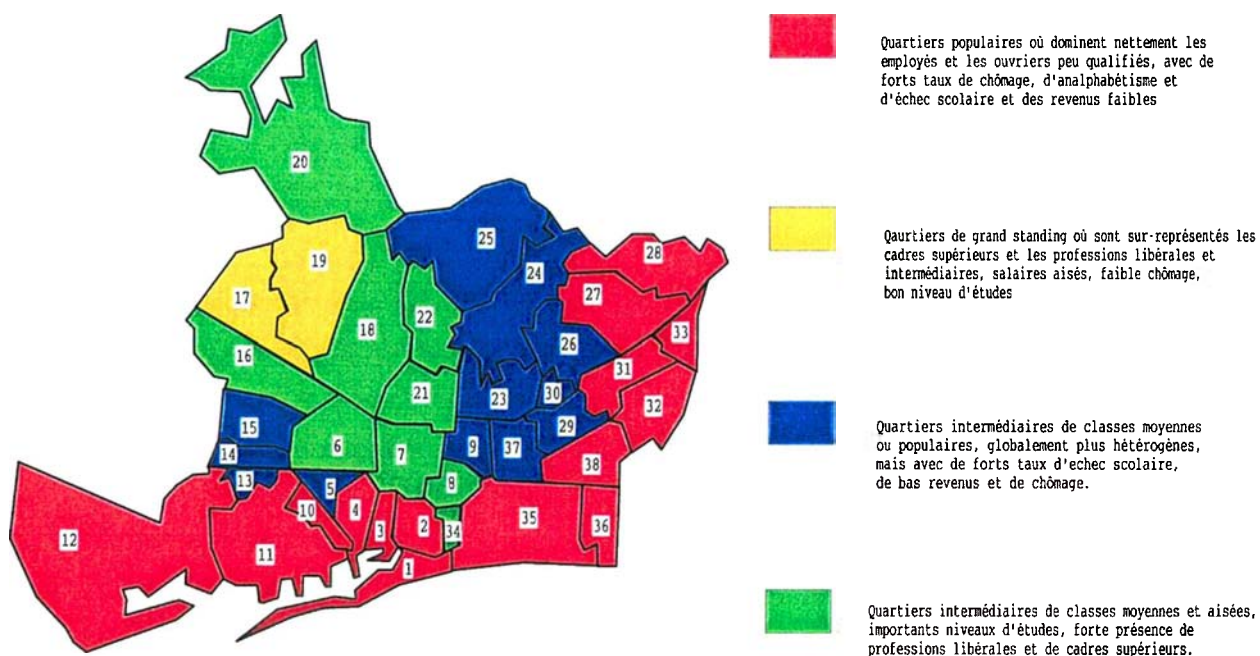 Quartiers populaires où dominent nettement les
employés et les ouvriers peu qualifiés, avec de
forts taux de chômage, d'analphabétisme et
d'échec scolaire et des revenus faibles
Qaurtiers de grand standing où sont sur-représentés les
cadres supérieurs et les professions libérales et
intermédiaires, salaires aisés, faible chômage,
bon niveau d'études
Quartiers intermédiaires de classes moyennes
ou populaires, globalement plus hétérogènes,
mais avec de forts taux d'echec scolaire,
de bas revenus et de chômage.
Quartiers intermédiaires de classes moyennes et aisées,
importants niveaux d'études, forte présence de
professions libérales et de cadres supérieurs.
20
19
25
28
24
17
27
22
18
33
26
16
31
21
30
23
32
15
29
6
9
37
7
14
38
13
5
8
10
4
35
36
2
3
34
12
11
1